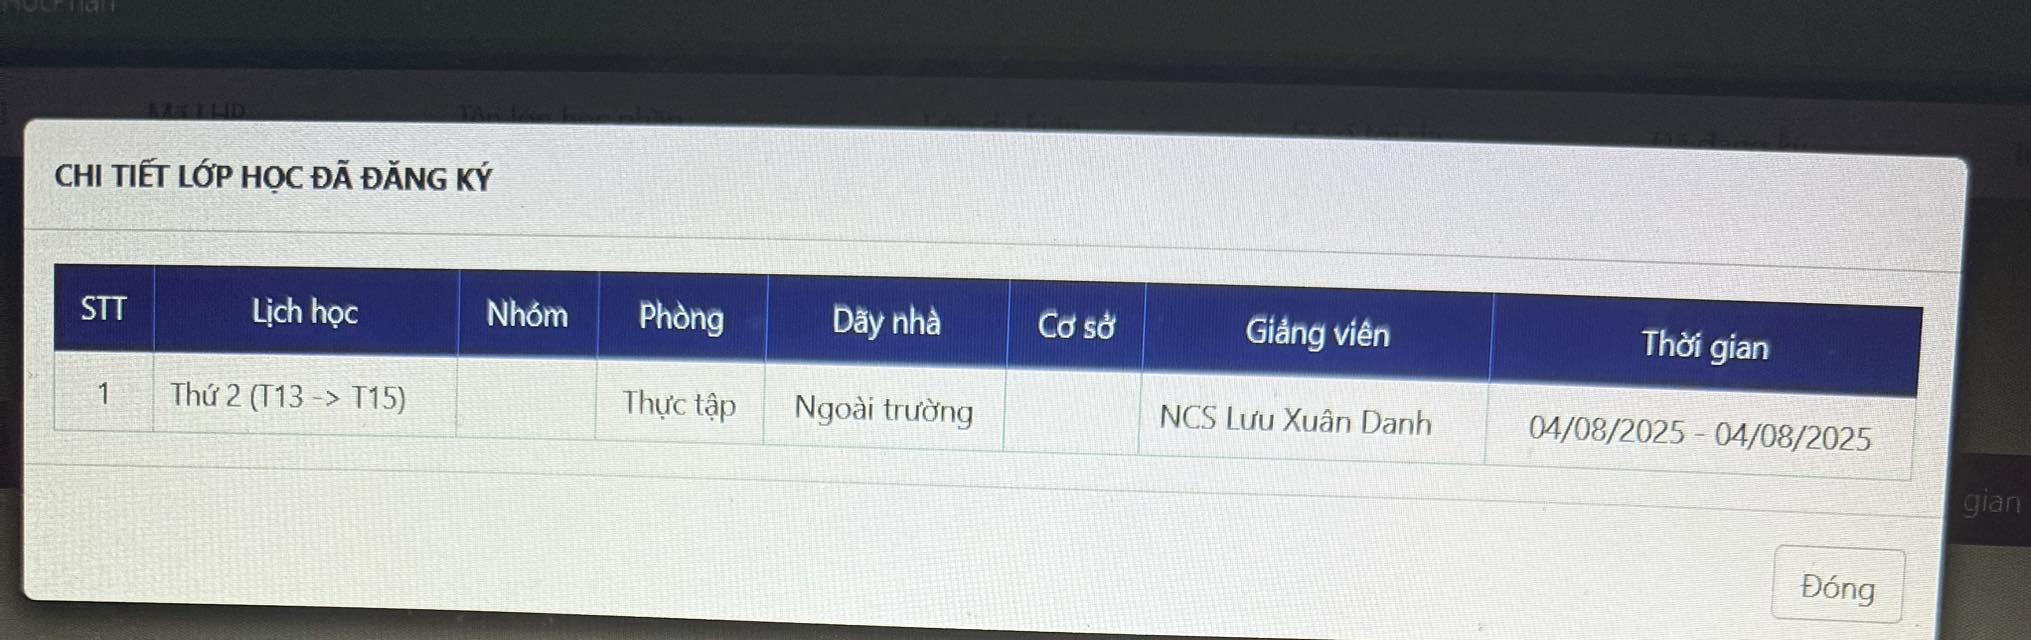 CHI TIẾT LỚP HỌC ĐÃ ĐĂNG KÝ
STT Lịch học Nhóm Phòng Dãy nhà Cơ sở Giảng viên Thời gian
1 Thứ 2 (T13 -> T15) Thực tập Ngoài trường NCS Lưu Xuân Danh 04/08/2025 - 04/08/2025
gian
Đóng